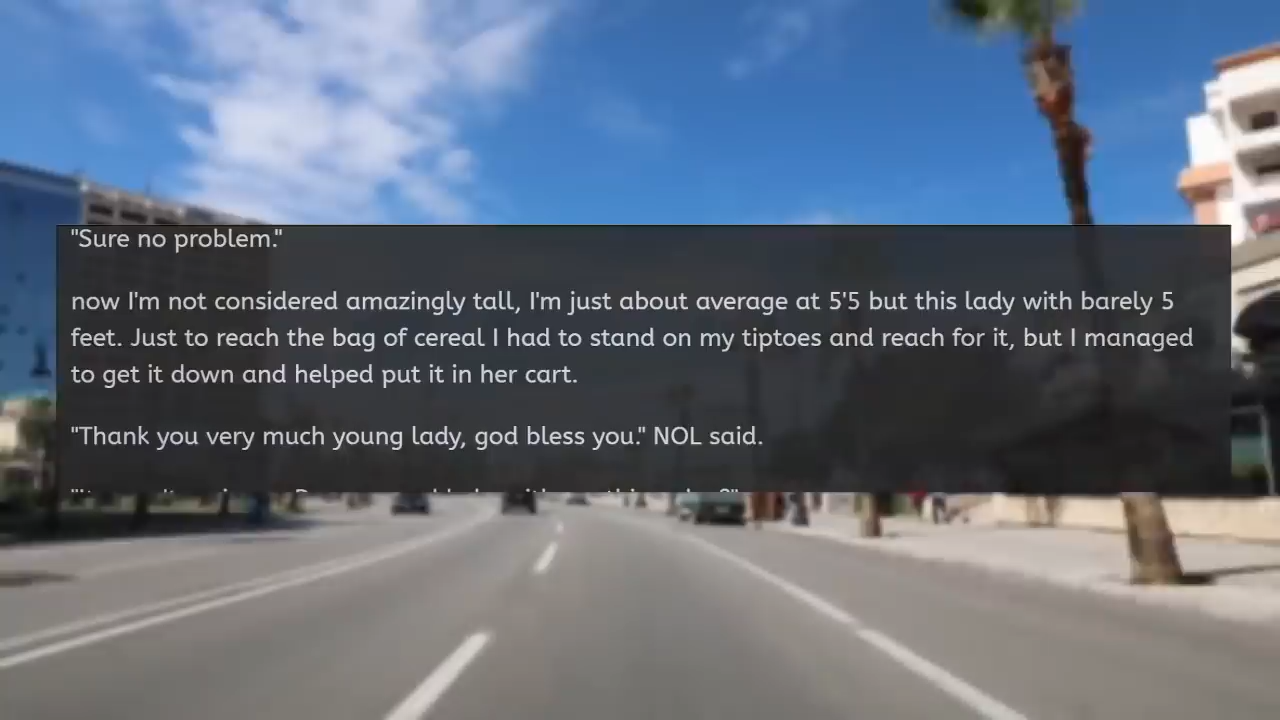 "Sure no problem."
now I'm not considered amazingly tall, I'm just about average at 5'5 but this lady with barely 5
feet. Just to reach the bag of cereal I had to stand on my tiptoes and reach for it, but I managed
to get it down and helped put it in her cart.
"Thank you very much young lady, god bless you." NOL said.